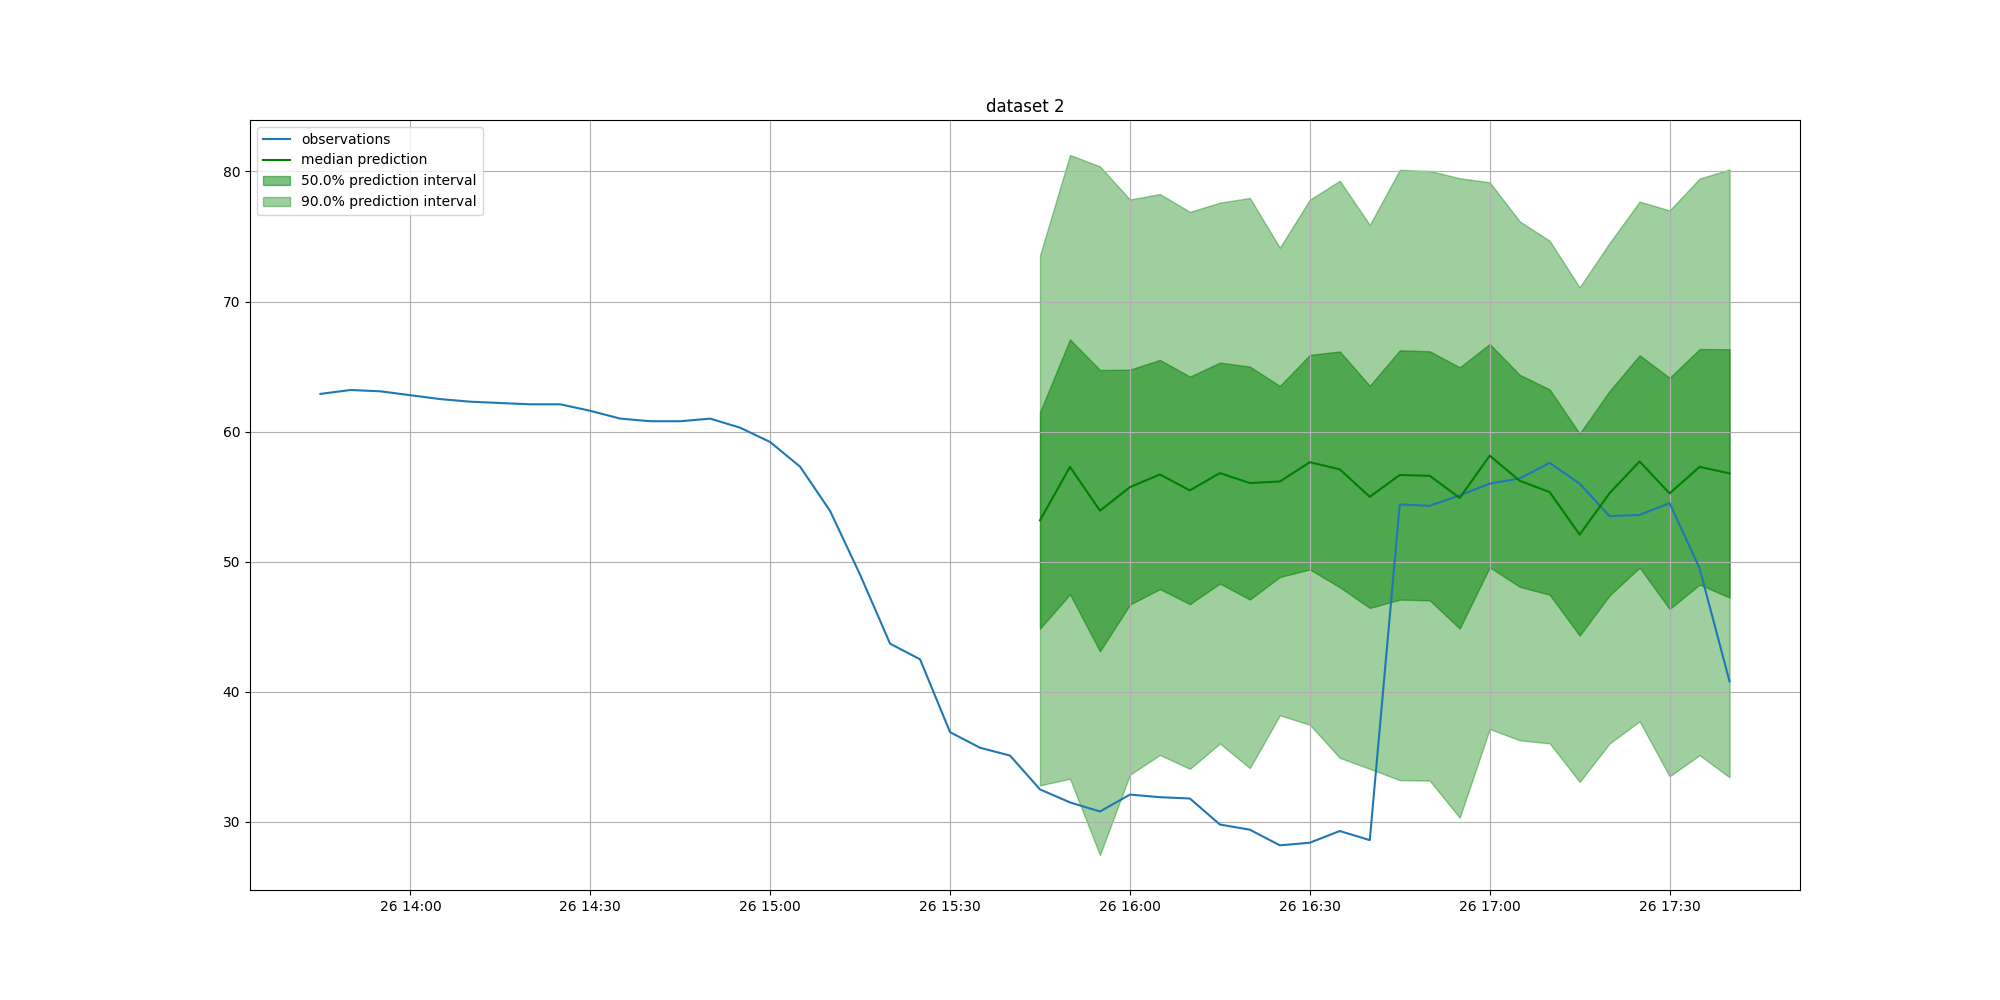 dataset 2
observations
median prediction
50.0% prediction interval
90.0% prediction interval
80
70
60
50
40
30
26 14:00 26 14:30 26 15:00 26 15:30 26 16:00 26 16:30 26 17:00 26 17:30